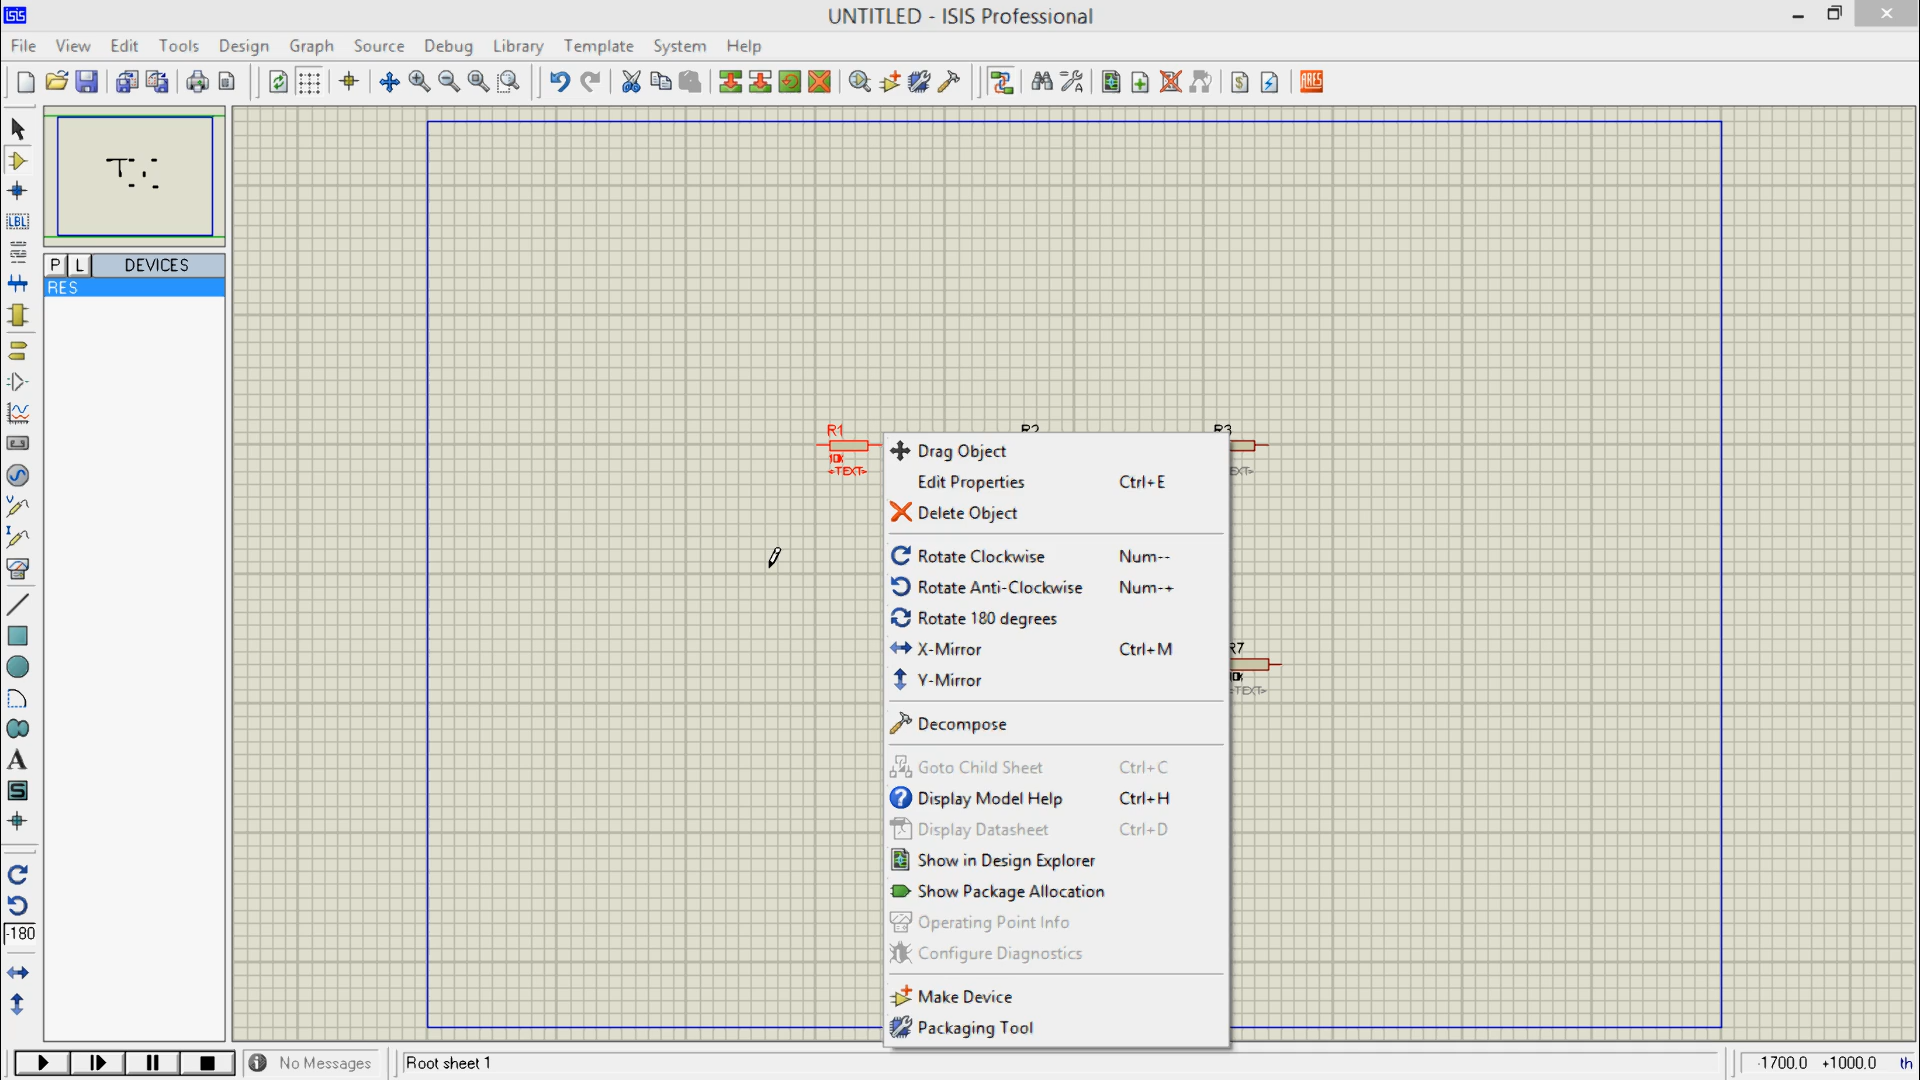 ISIS
UNTITLED - ISIS Professional
File View Edit Tools Design Graph Source Debug Library Template System Help
ARES
LBL
P L DEVICES
RES
R1
10k
<TEXT>
R2
R3
Drag Object
Edit Properties Ctrl+E
Delete Object
Rotate Clockwise Num--
Rotate Anti-Clockwise Num-+
Rotate 180 degrees
X-Mirror Ctrl+M
Y-Mirror
Decompose
Goto Child Sheet Ctrl+C
Display Model Help Ctrl+H
Display Datasheet Ctrl+D
Show in Design Explorer
Show Package Allocation
Operating Point Info
Configure Diagnostics
Make Device
Packaging Tool
R7
A
S
-180
No Messages
Root sheet 1
-1700.0 +1000.0 th